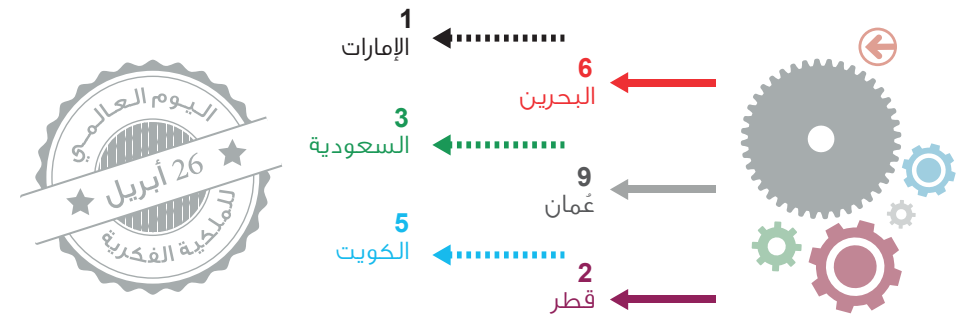 1
الإمارات
6
البحرين
3
السعودية
9
عُمان
5
الكويت
2
قطر
اليوم العالمي
26 أبريل
للملكية الفكرية